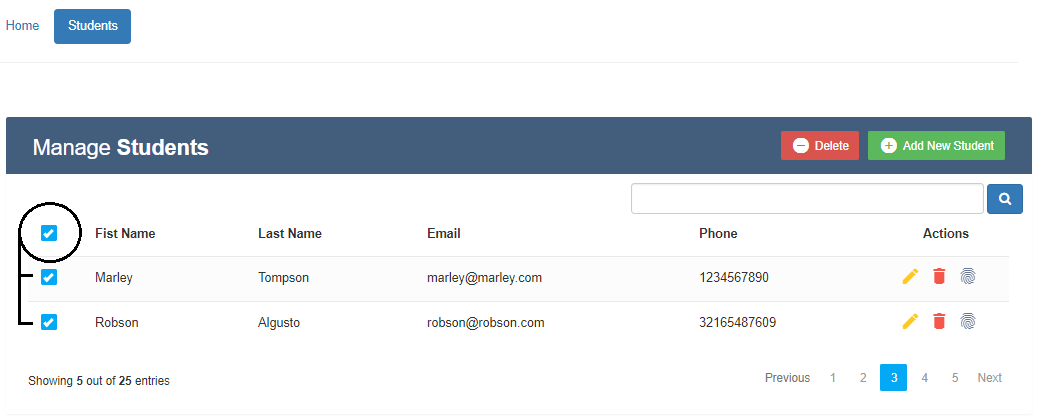 Home Students
Manage Students Delete Add New Student
Fist Name Last Name Email Phone Actions
Marley Tompson marley@marley.com 1234567890
Robson Algusto robson@robson.com 32165487609
Showing 5 out of 25 entries Previous 1 2 3 4 5 Next